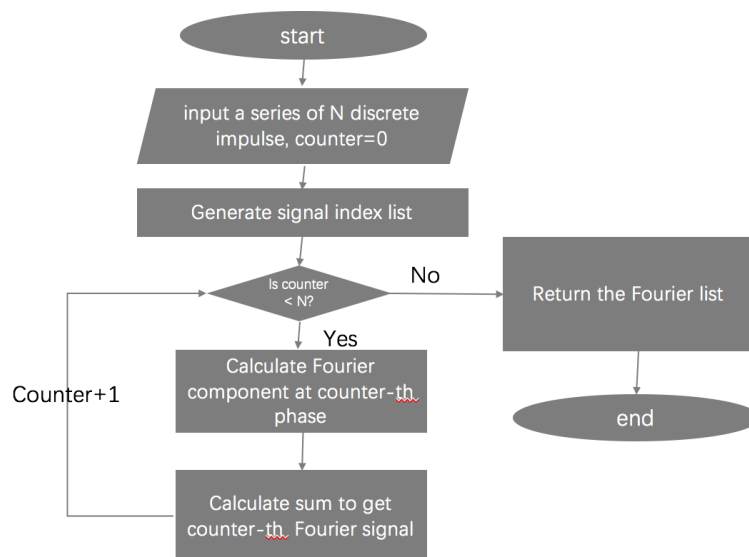 start
input a series of N discrete
impulse, counter=0
Generate signal index list
Is counter
< N?
No
Return the Fourier list
Yes
Calculate Fourier
component at counter-th
phase
Counter+1
end
Calculate sum to get
counter-th Fourier signal